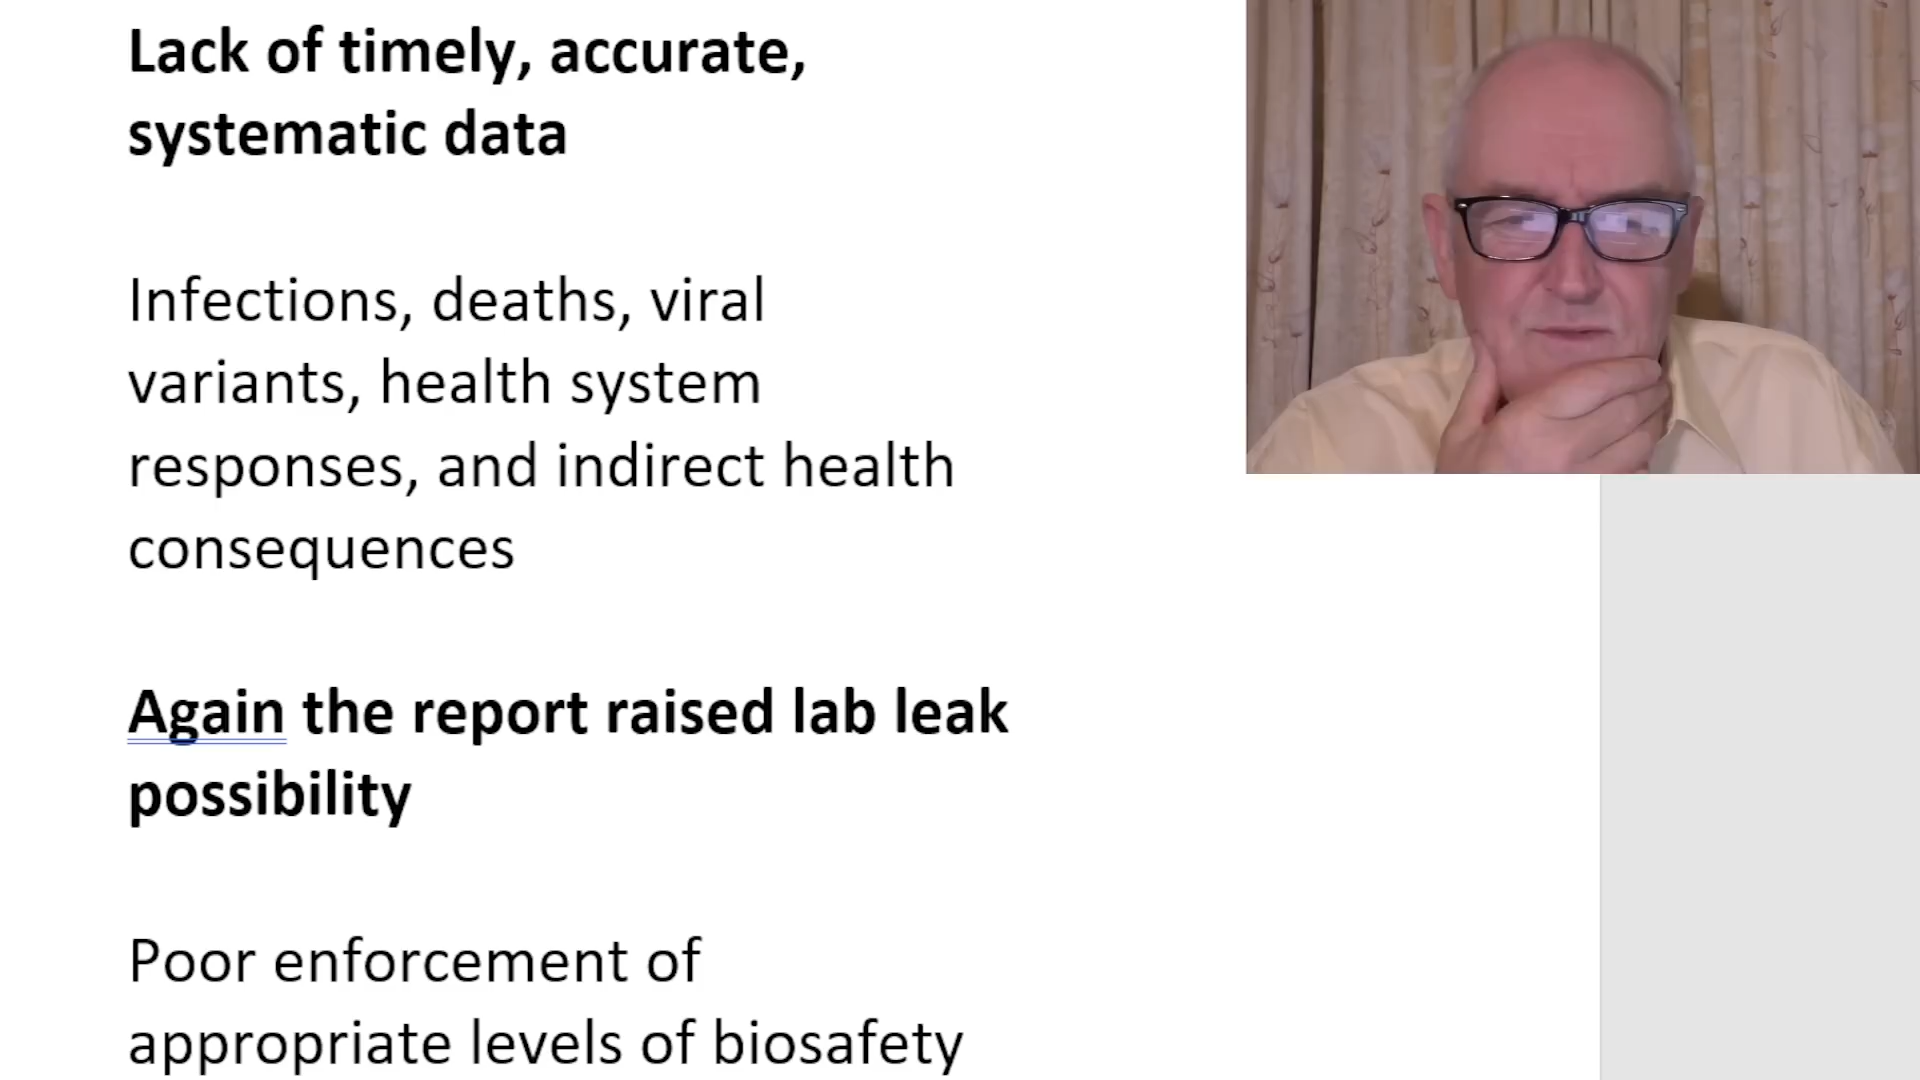 Lack of timely, accurate,
systematic data
Infections, deaths, viral
variants, health system
responses, and indirect health
consequences
Again the report raised lab leak
possibility
Poor enforcement of
appropriate levels of biosafety